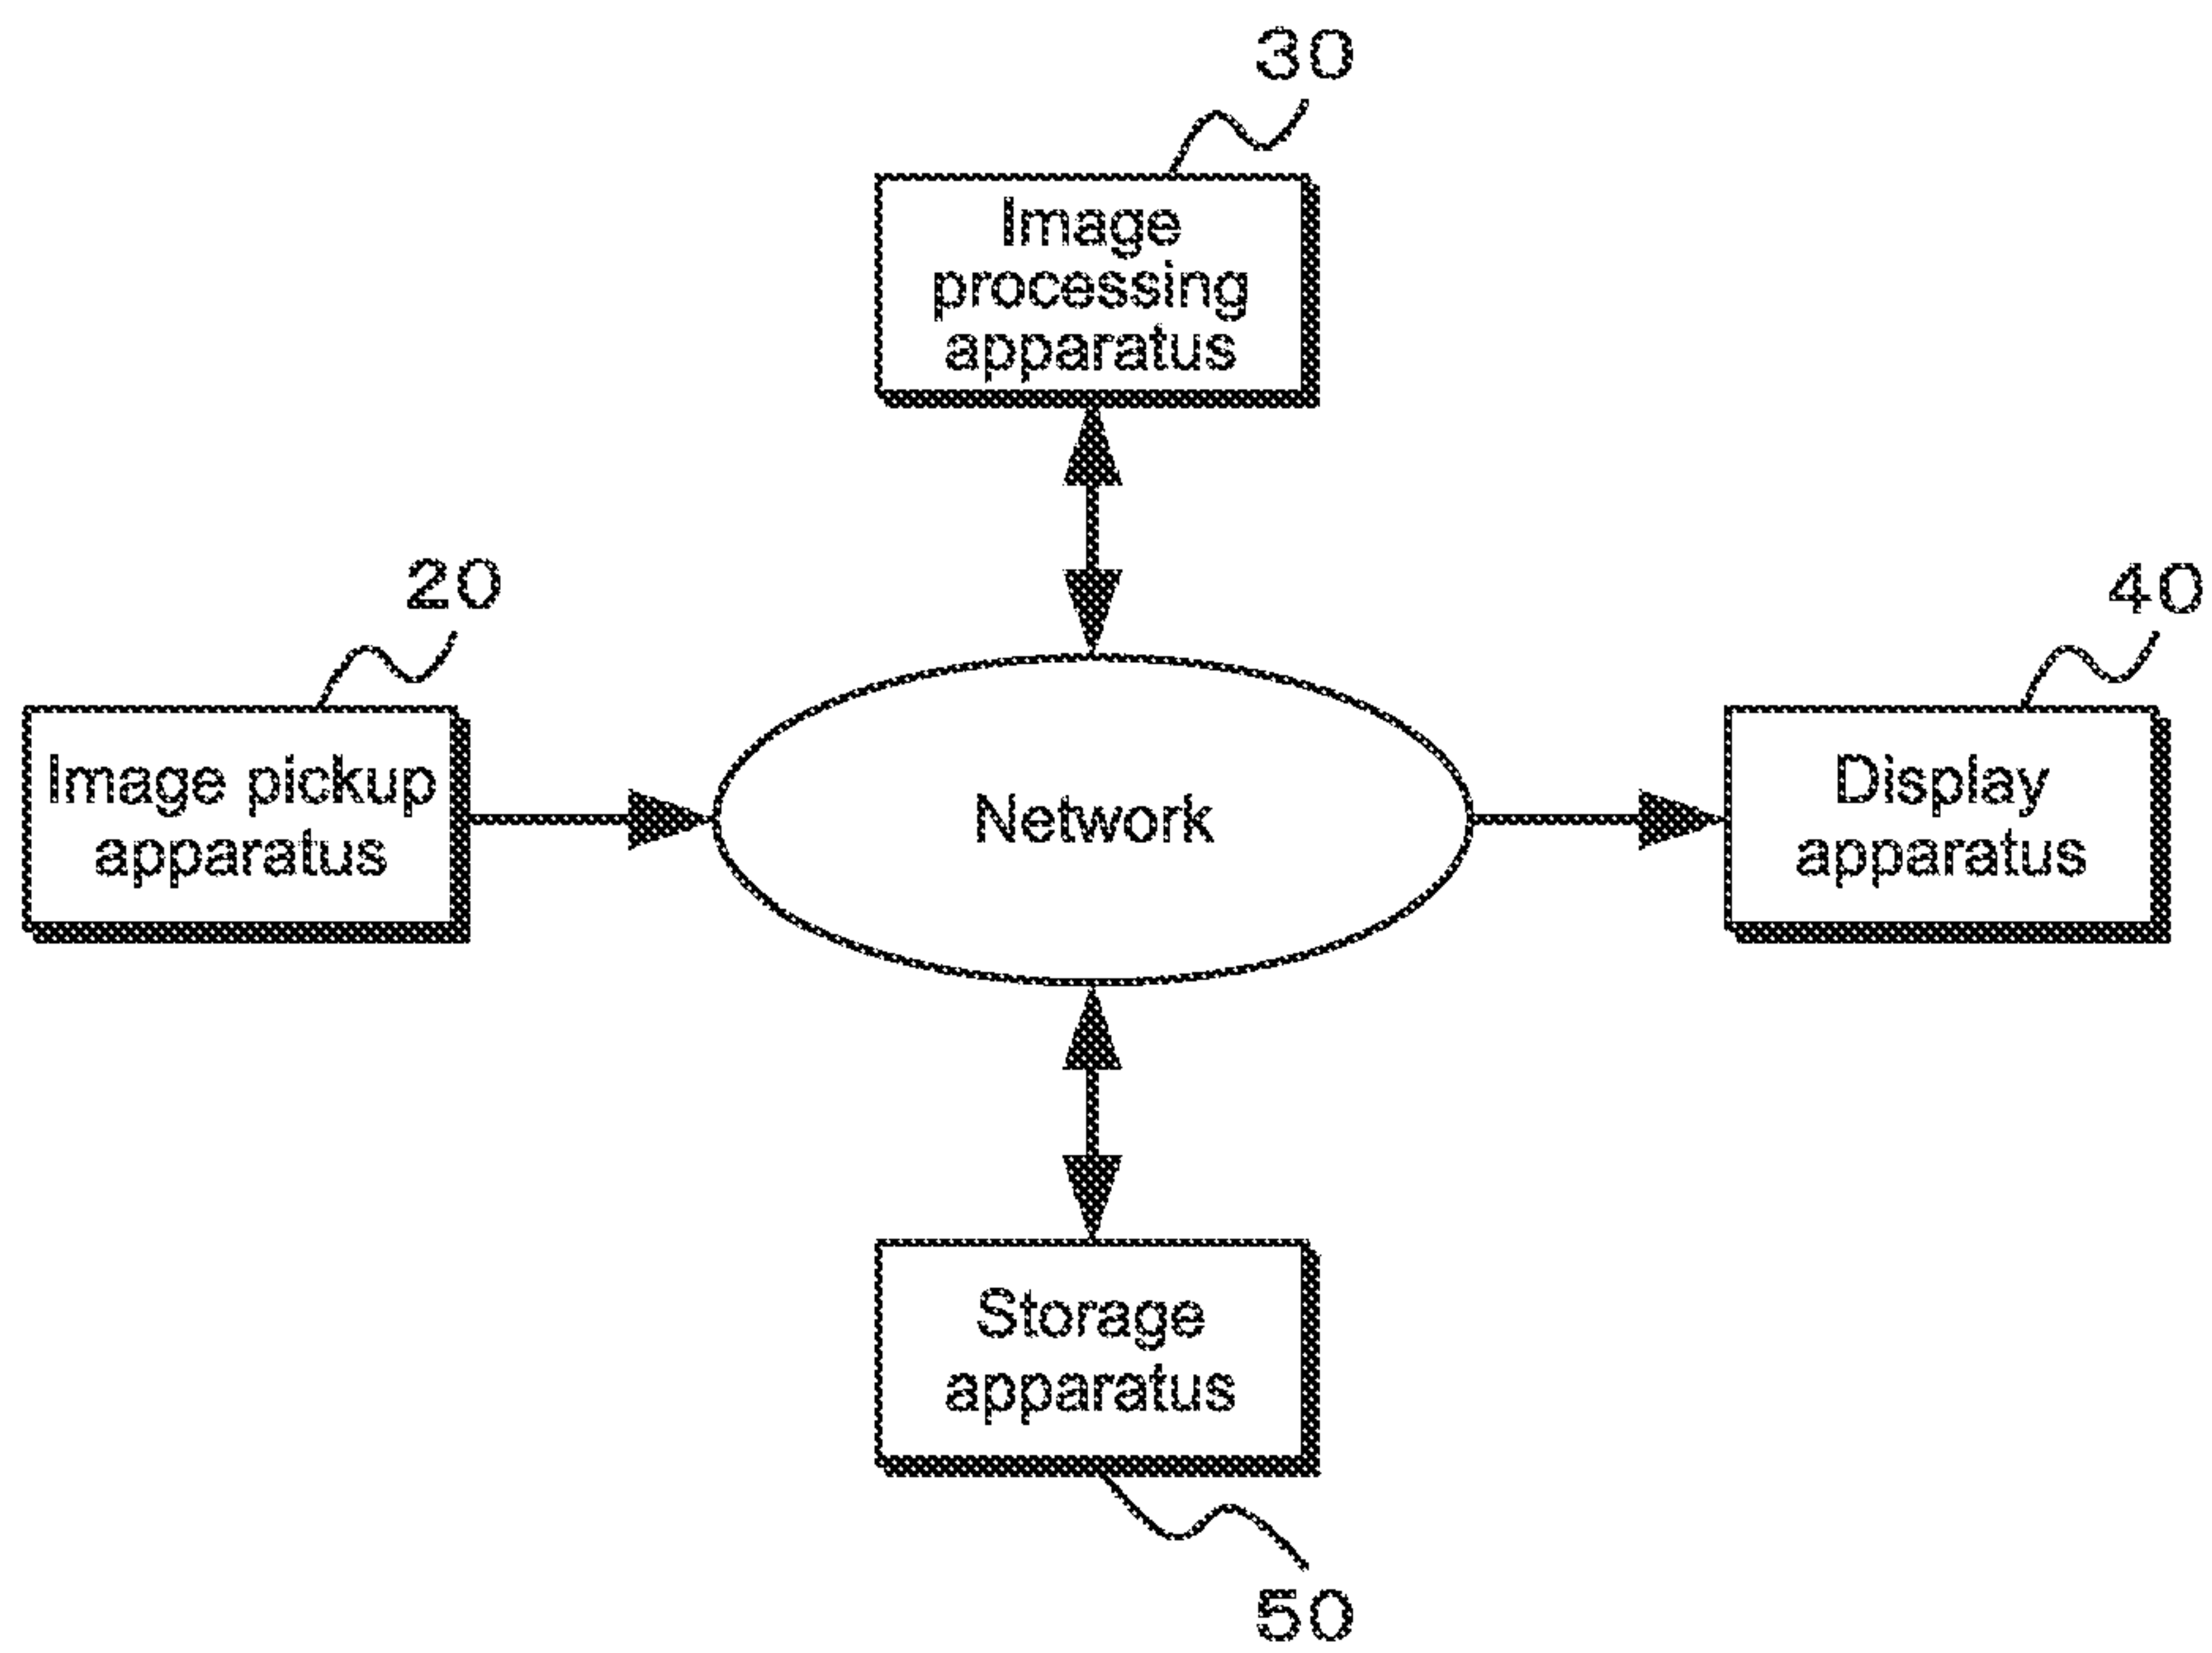 30
Image
processing
apparatus
20
40
Image pickup
apparatus
Network
Display
apparatus
Storage
apparatus
50